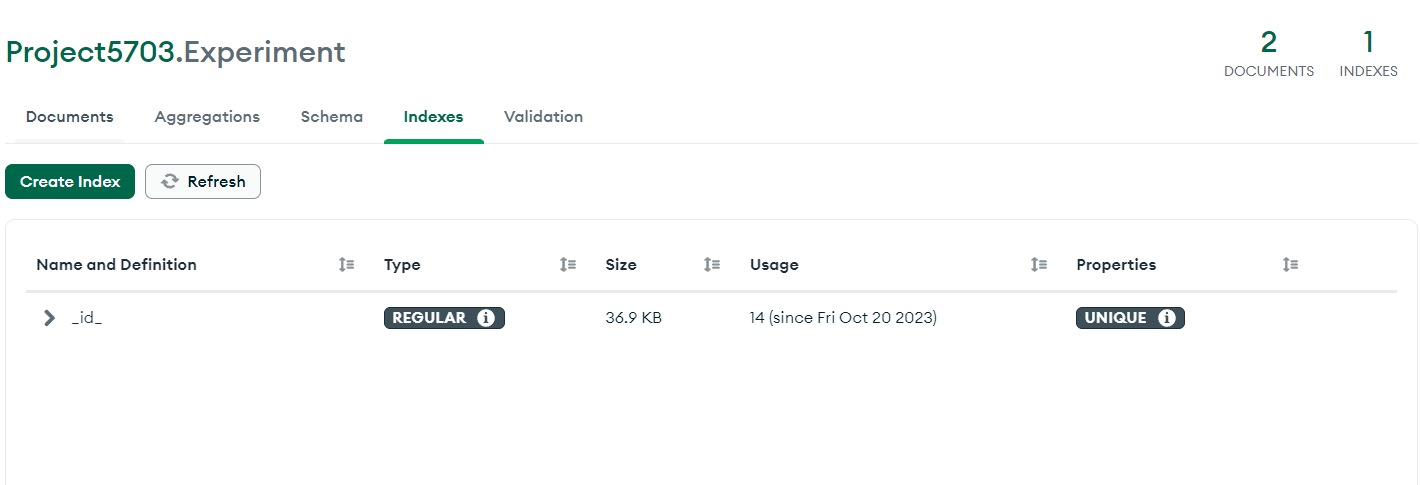 Project5703.Experiment
2 1
DOCUMENTS INDEXES
Documents Aggregations Schema Indexes Validation
Create Index Refresh
Name and Definition Type Size Usage Properties
_id_ REGULAR 36.9 KB 14 (since Fri Oct 20 2023) UNIQUE